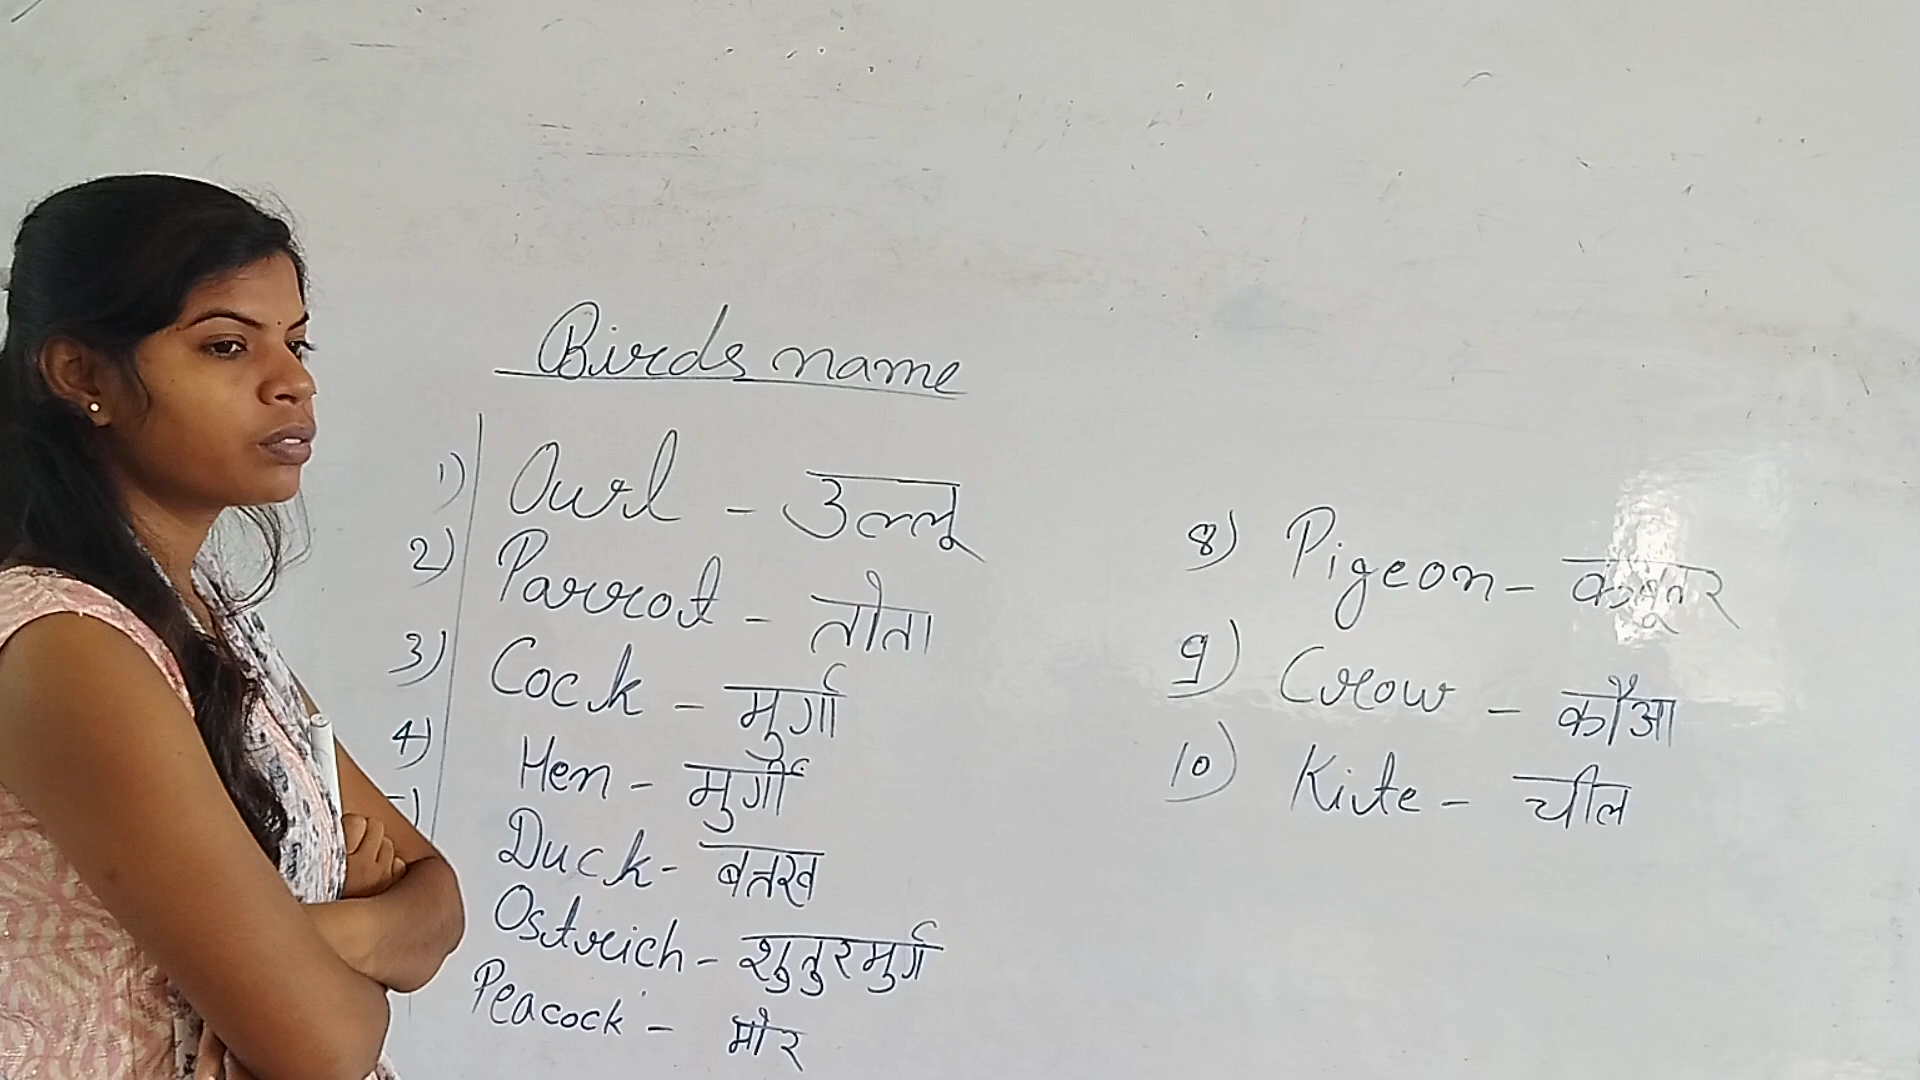 Birds name
1) Owrl - उल्लू
2) Parrot - तोता
3) Cock - मुर्गा
4) Hen - मुर्गी
Duck - बतख
Ostrich - शुतुरमुर्ग
Peacock - मोर
8) Pigeon - कबूतर
9) Crow - कौआ
10) Kite - चील